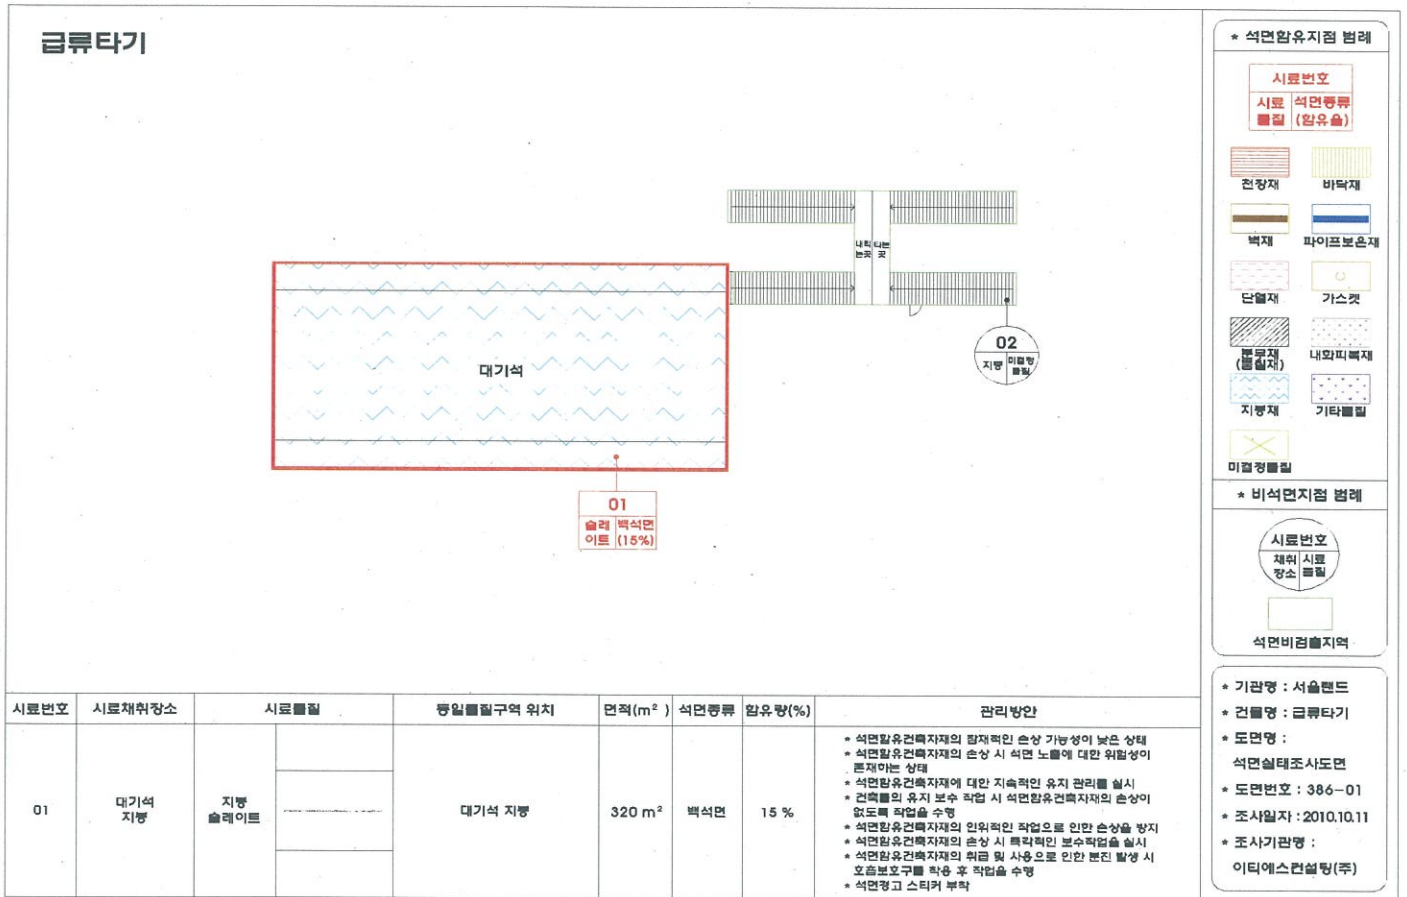 급류타기
대기석
내리는곳
타는곳
02
지붕
미결정물질
01
슬레이트
백석면
(15%)
* 석면함유지점 범례
시료번호
시료물질
석면종류
(함유율)
천장재
바닥재
벽재
파이프보온재
단열재
가스켓
분무재
(뿜칠재)
내화피복재
지붕재
기타물질
미결정물질
* 비석면지점 범례
시료번호
채취장소
시료물질
석면비검출지역
* 기관명 : 서울랜드
* 건물명 : 급류타기
* 도면명 :
석면실태조사도면
* 도면번호 : 386-01
* 조사일자 : 2010.10.11
* 조사기관명 :
이티에스컨설팅(주)
시료번호 시료채취장소 시료물질 동일물질구역 위치 면적(m²) 석면종류 함유량(%) 관리방안
01 대기석 지붕 지붕 슬레이트 대기석 지붕 320 m² 백석면 15 %
* 석면함유건축자재의 잠재적인 손상 가능성이 낮은 상태
* 석면함유건축자재의 손상 시 석면 노출에 대한 위험성이
존재하는 상태
* 석면함유건축자재에 대한 지속적인 유지 관리를 실시
* 건축물의 유지 보수 작업 시 석면함유건축자재의 손상이
없도록 작업을 수행
* 석면함유건축자재의 인위적인 작업으로 인한 손상을 방지
* 석면함유건축자재의 손상 시 즉각적인 보수작업을 실시
* 석면함유건축자재의 취급 및 사용으로 인한 분진 발생 시
호흡보호구를 착용 후 작업을 수행
* 석면경고 스티커 부착